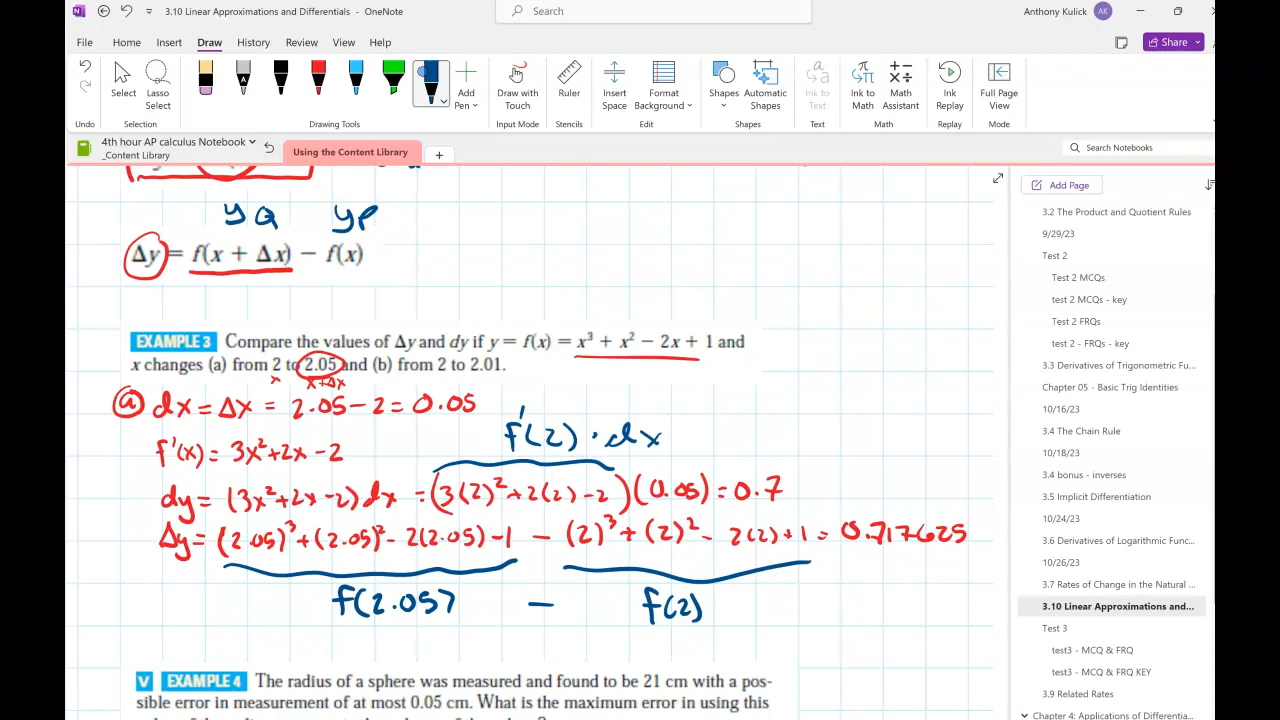 3.10 Linear Approximations and Differentials - OneNote
Search
Anthony Kulick AK
File Home Insert Draw History Review View Help
Share
Undo
Select
Lasso Select
Add Pen
Draw with Touch
Ruler
Insert Space
Format Background
Shapes
Automatic Shapes
Ink to Text
Ink to Math
Math Assistant
Ink Replay
Full Page View
Undo Selection Drawing Tools Input Mode Stencils Edit Shapes Text Math Replay Mode
4th hour AP calculus Notebook
_Content Library
Using the Content Library
Search Notebooks
yQ yP
Δy = f(x + Δx) − f(x)
EXAMPLE 3 Compare the values of Δy and dy if y = f(x) = x³ + x² − 2x + 1 and
x changes (a) from 2 to 2.05 and (b) from 2 to 2.01.
x x+Δx
ⓐ dx = Δx = 2.05 − 2 = 0.05
f'(2) · dx
f'(x) = 3x² + 2x − 2
dy = (3x² + 2x − 2) dx = (3(2)² + 2(2) − 2)(0.05) = 0.7
Δy = (2.05)³ + (2.05)² − 2(2.05) − 1 − (2)³ + (2)² − 2(2) + 1 = 0.717625
f(2.05) − f(2)
V EXAMPLE 4 The radius of a sphere was measured and found to be 21 cm with a pos-
sible error in measurement of at most 0.05 cm. What is the maximum error in using this
Add Page
3.2 The Product and Quotient Rules
9/29/23
Test 2
Test 2 MCQs
test 2 MCQs - key
Test 2 FRQs
test 2 - FRQs - key
3.3 Derivatives of Trigonometric Fu...
Chapter 05 - Basic Trig Identities
10/16/23
3.4 The Chain Rule
10/18/23
3.4 bonus - inverses
3.5 Implicit Differentiation
10/24/23
3.6 Derivatives of Logarithmic Func...
10/26/23
3.7 Rates of Change in the Natural ...
3.10 Linear Approximations and...
Test 3
test3 - MCQ & FRQ
test3 - MCQ & FRQ KEY
3.9 Related Rates
Chapter 4: Applications of Differentia...